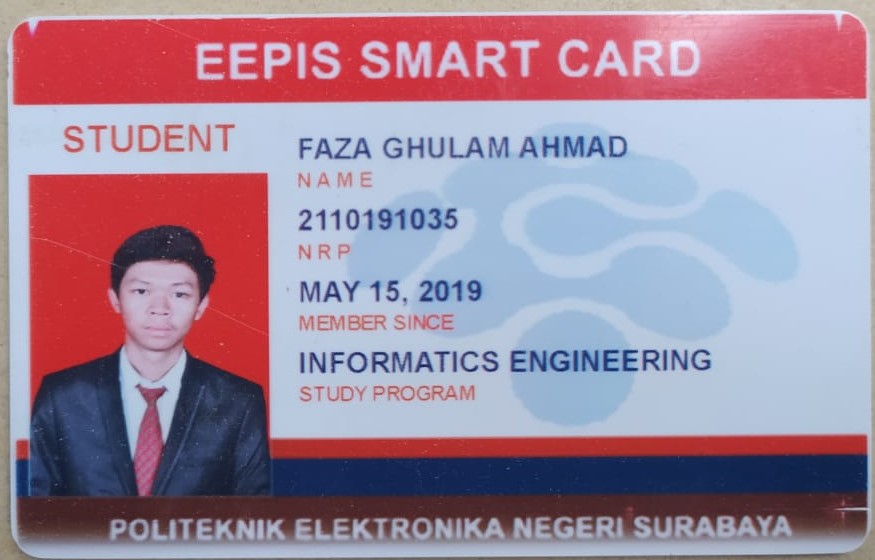 EEPIS SMART CARD
STUDENT
FAZA GHULAM AHMAD
NAME
2110191035
NRP
MAY 15, 2019
MEMBER SINCE
INFORMATICS ENGINEERING
STUDY PROGRAM
POLITEKNIK ELEKTRONIKA NEGERI SURABAYA